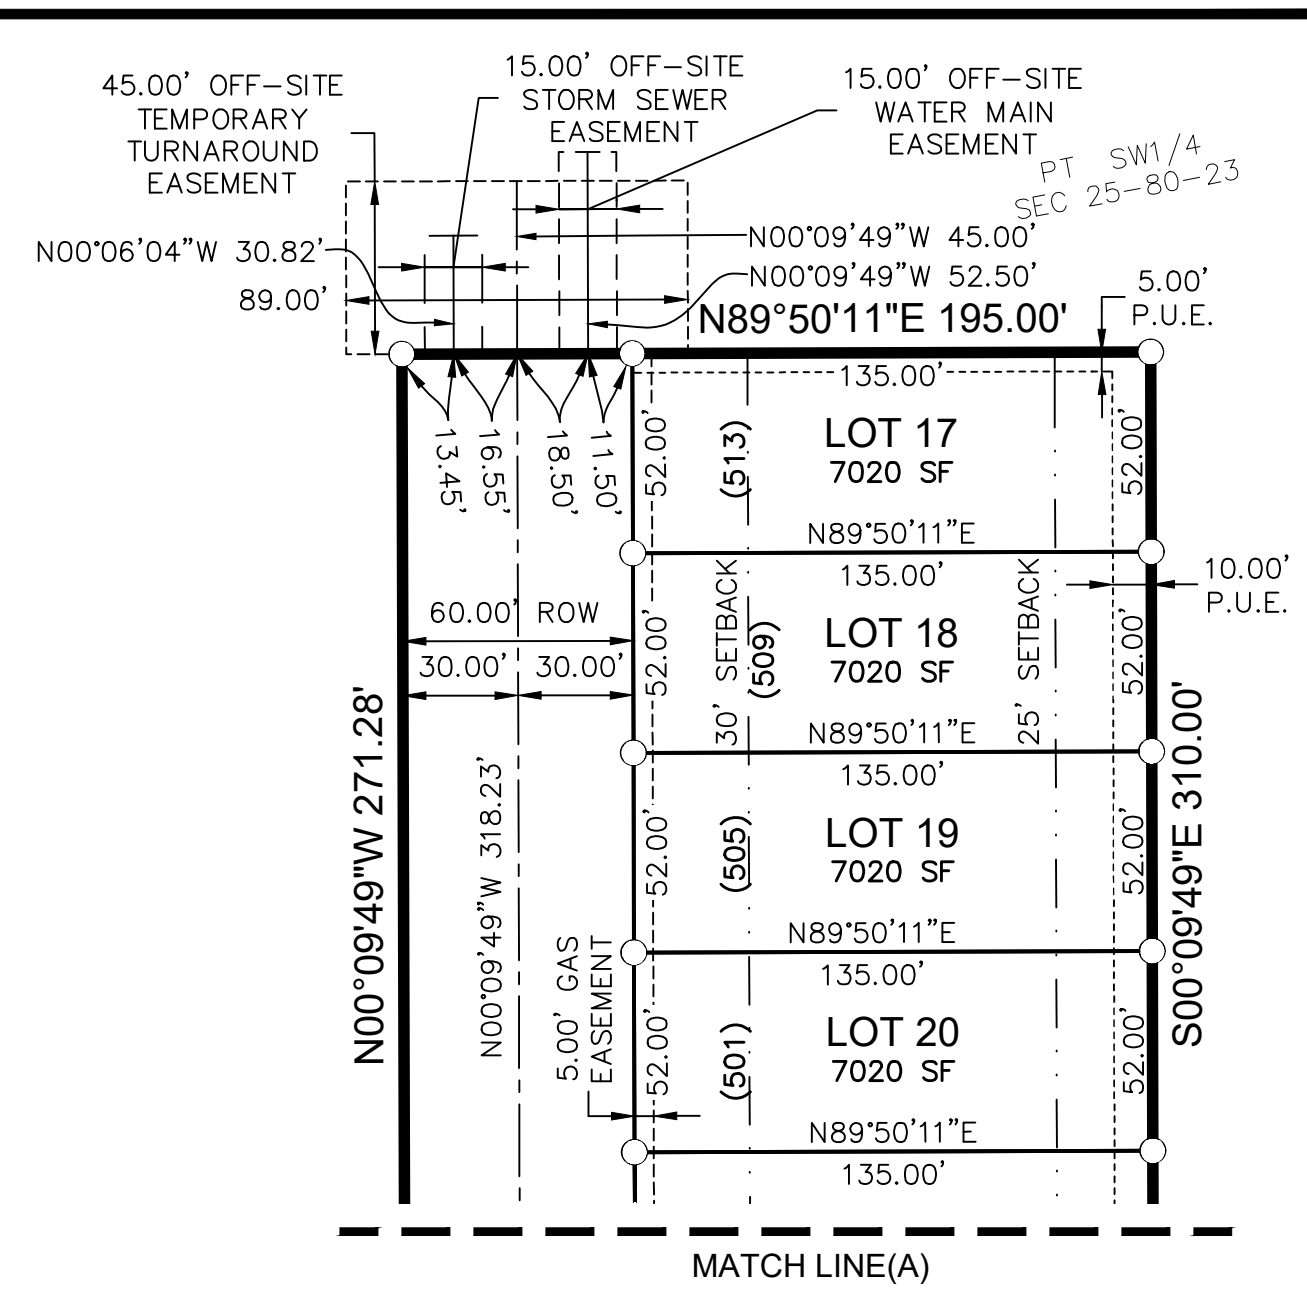 45.00' OFF-SITE
TEMPORARY
TURNAROUND
EASEMENT
15.00' OFF-SITE
STORM SEWER
EASEMENT
15.00' OFF-SITE
WATER MAIN
EASEMENT
PT SW1/4
SEC 25-80-23
N00°06'04"W 30.82'
89.00'
N00°09'49"W 45.00'
N00°09'49"W 52.50'
N89°50'11"E 195.00'
5.00'
P.U.E.
135.00'
13.45'
16.55'
18.50'
11.50'
52.00'
(513)
LOT 17
7020 SF
52.00'
N89°50'11"E
135.00'
10.00'
P.U.E.
60.00' ROW
30.00'
30.00'
52.00'
30' SETBACK
(509)
LOT 18
7020 SF
25' SETBACK
52.00'
N89°50'11"E
135.00'
N00°09'49"W 271.28'
N00°09'49"W 318.23'
52.00'
(505)
LOT 19
7020 SF
52.00'
S00°09'49"E 310.00'
N89°50'11"E
135.00'
5.00' GAS
EASEMENT
52.00'
(501)
LOT 20
7020 SF
52.00'
N89°50'11"E
135.00'
MATCH LINE(A)